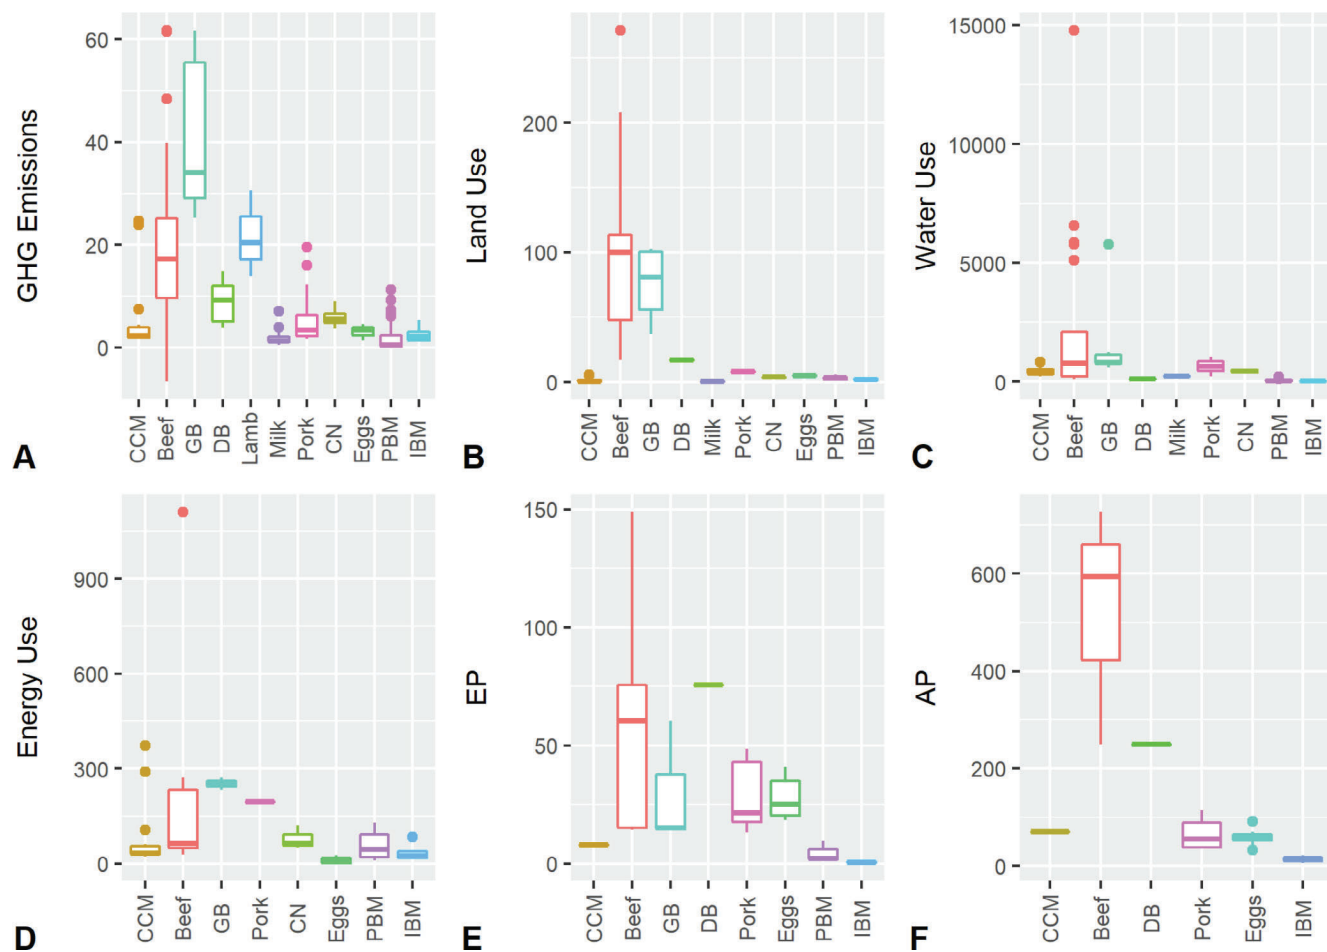 GHG Emissions
60
40
20
0
CCM Beef GB DB Lamb Milk Pork CN Eggs PBM IBM
A
Land Use
200
100
0
CCM Beef GB DB Milk Pork CN Eggs PBM IBM
B
Water Use
15000
10000
5000
0
CCM Beef GB DB Milk Pork CN PBM IBM
C
Energy Use
900
600
300
0
CCM Beef GB Pork CN Eggs PBM IBM
D
EP
150
100
50
0
CCM Beef GB DB Pork Eggs PBM IBM
E
AP
600
400
200
0
CCM Beef DB Pork Eggs IBM
F